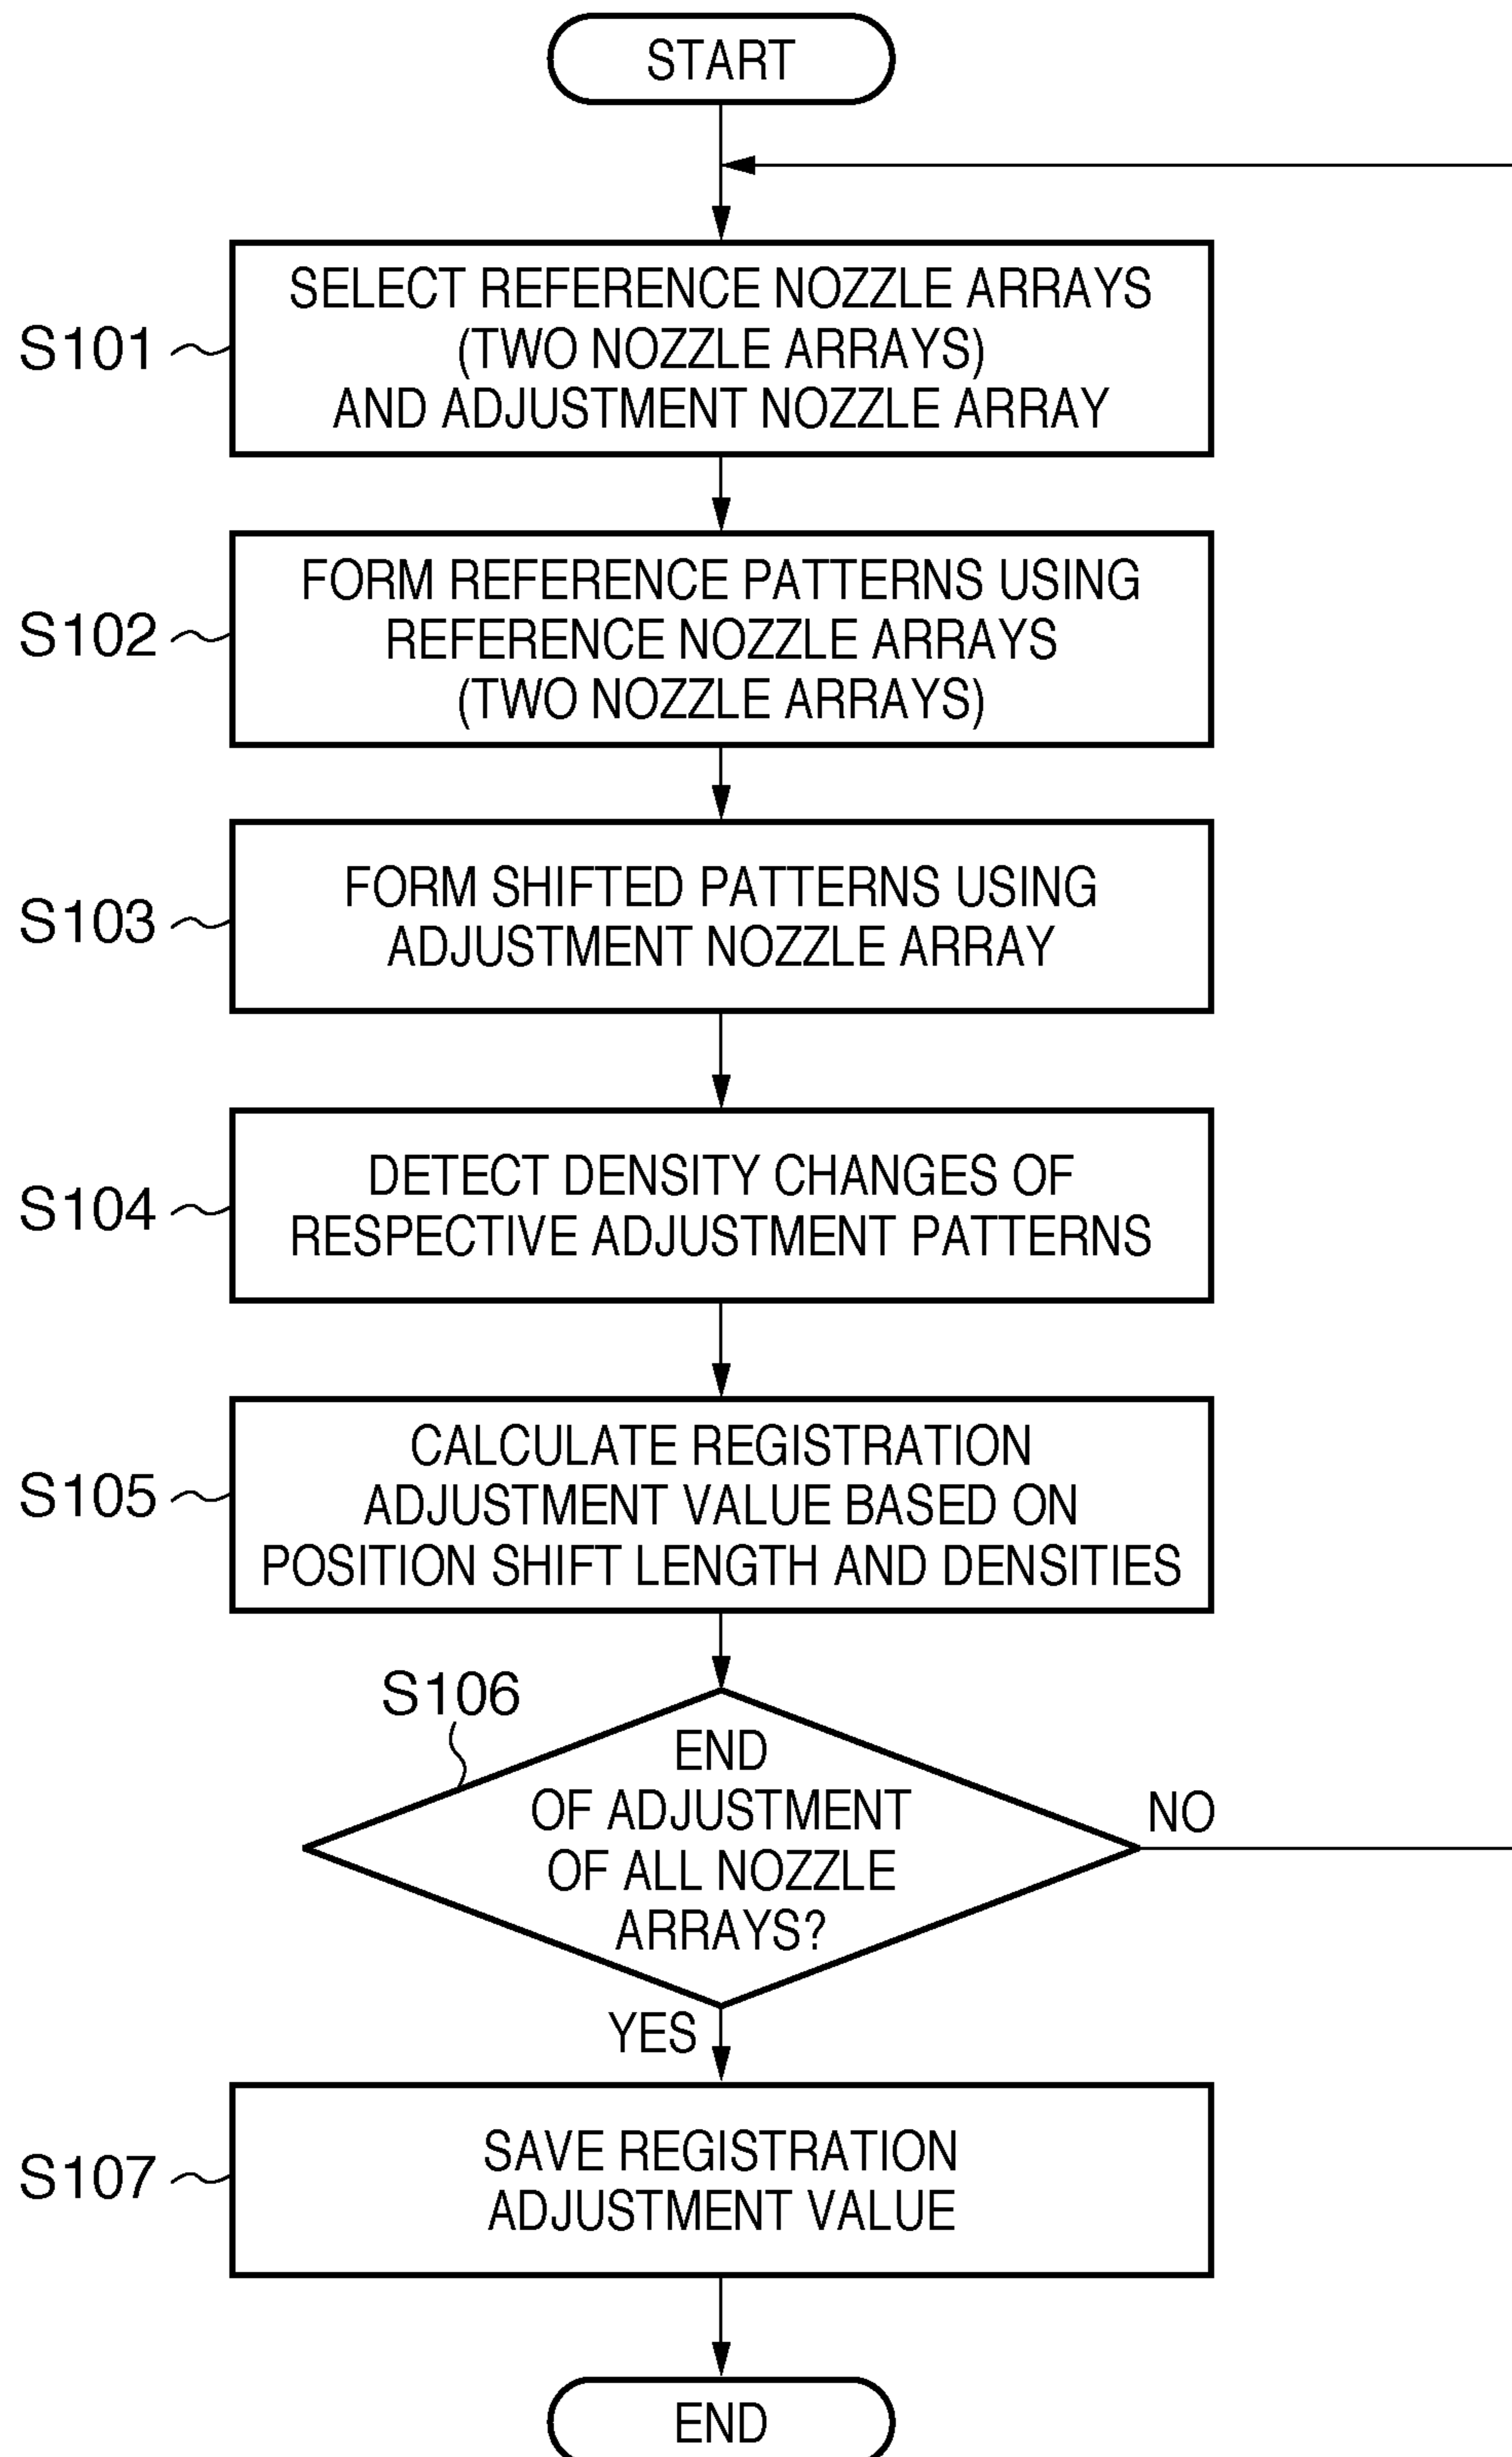 START
S101
SELECT REFERENCE NOZZLE ARRAYS
(TWO NOZZLE ARRAYS)
AND ADJUSTMENT NOZZLE ARRAY
S102
FORM REFERENCE PATTERNS USING
REFERENCE NOZZLE ARRAYS
(TWO NOZZLE ARRAYS)
S103
FORM SHIFTED PATTERNS USING
ADJUSTMENT NOZZLE ARRAY
S104
DETECT DENSITY CHANGES OF
RESPECTIVE ADJUSTMENT PATTERNS
S105
CALCULATE REGISTRATION
ADJUSTMENT VALUE BASED ON
POSITION SHIFT LENGTH AND DENSITIES
S106
END
OF ADJUSTMENT
OF ALL NOZZLE
ARRAYS?
NO
YES
S107
SAVE REGISTRATION
ADJUSTMENT VALUE
END